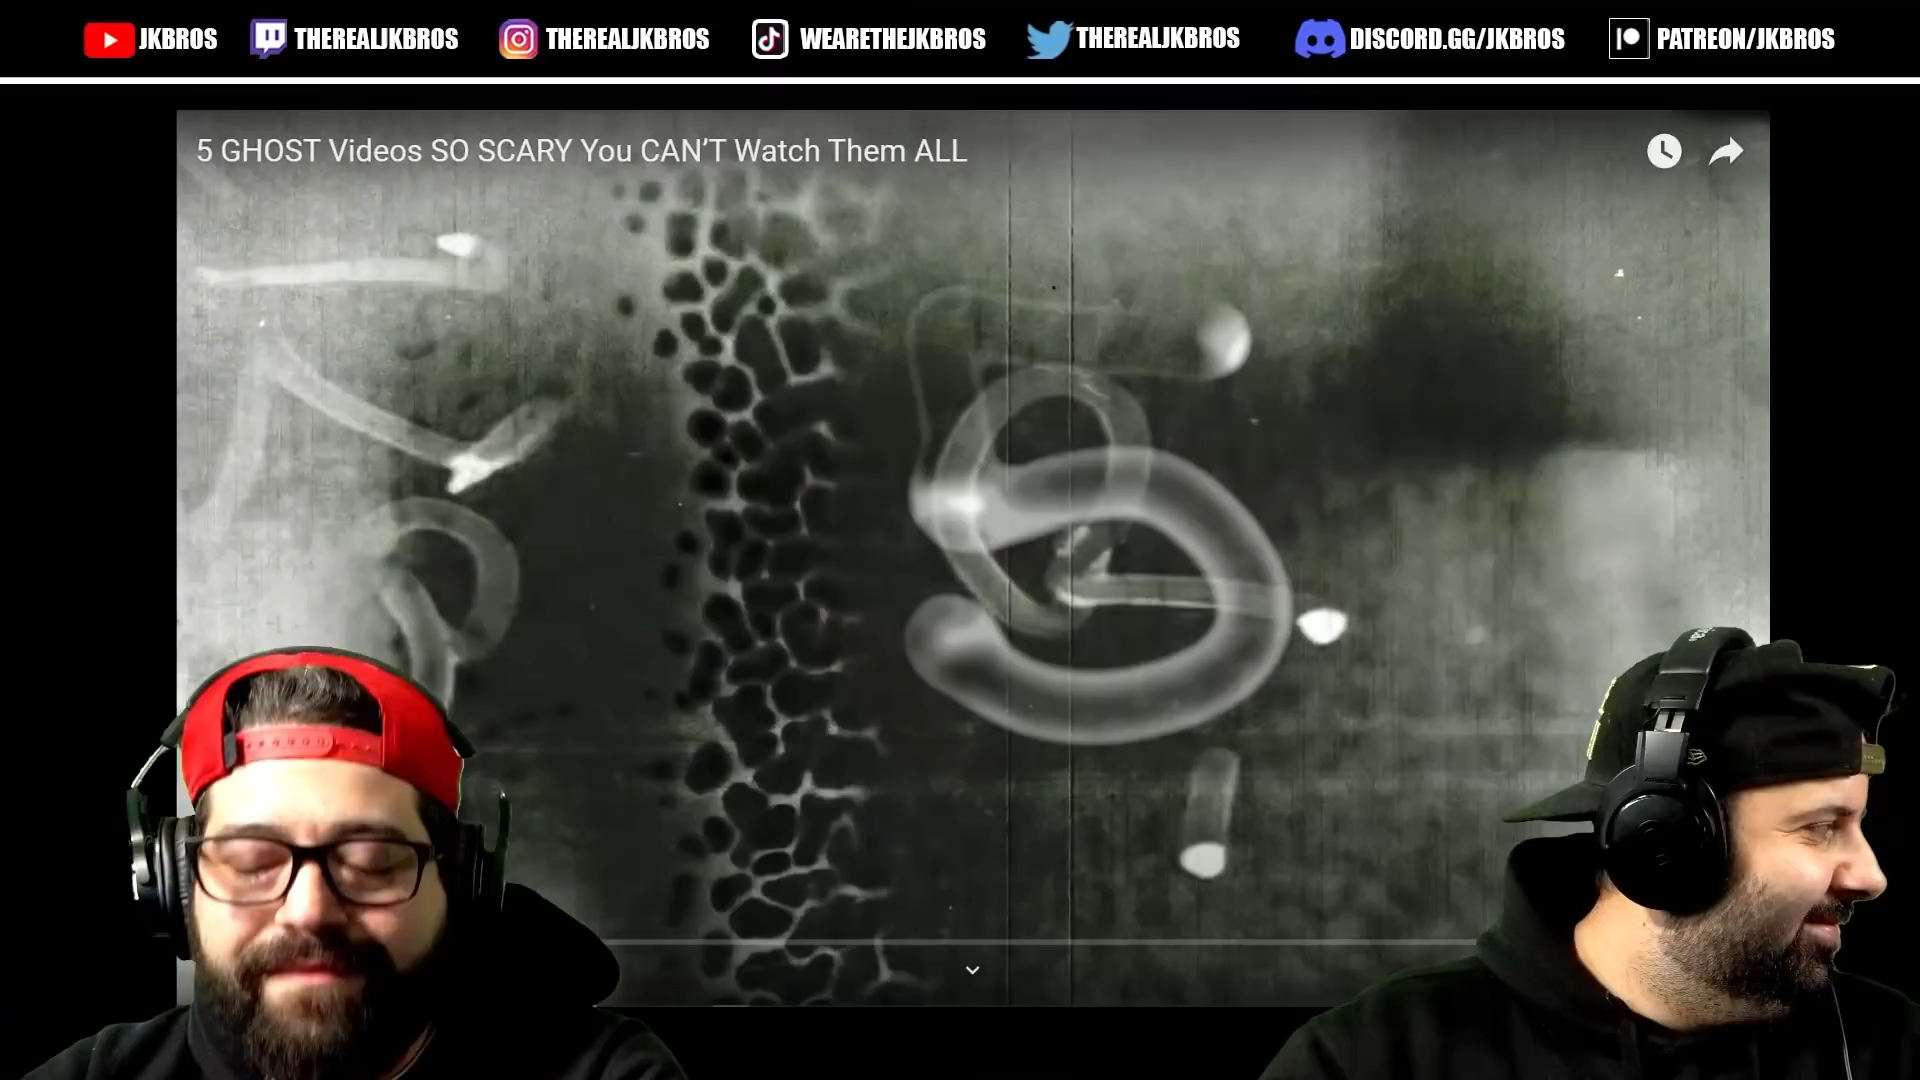 JKBROS THEREALJKBROS THEREALJKBROS WEARETHEJKBROS THEREALJKBROS DISCORD.GG/JKBROS PATREON/JKBROS
5 GHOST Videos SO SCARY You CAN'T Watch Them ALL